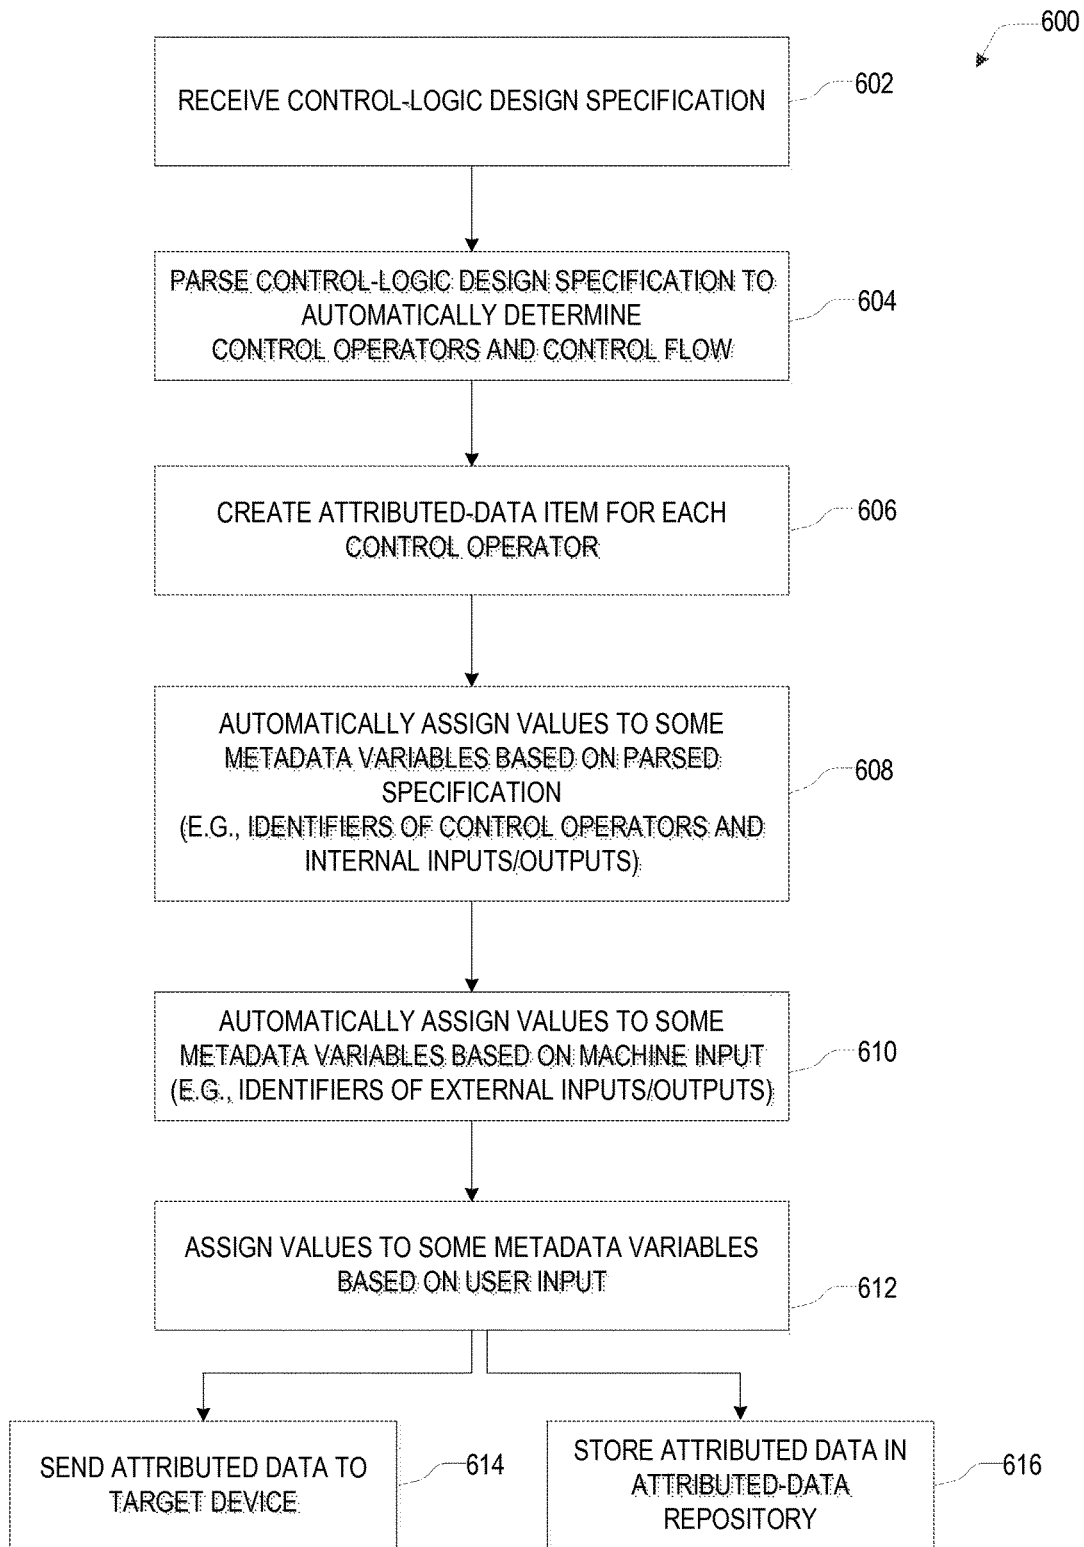 600
RECEIVE CONTROL-LOGIC DESIGN SPECIFICATION
602
PARSE CONTROL-LOGIC DESIGN SPECIFICATION TO
AUTOMATICALLY DETERMINE
CONTROL OPERATORS AND CONTROL FLOW
604
CREATE ATTRIBUTED-DATA ITEM FOR EACH
CONTROL OPERATOR
606
AUTOMATICALLY ASSIGN VALUES TO SOME
METADATA VARIABLES BASED ON PARSED
SPECIFICATION
(E.G., IDENTIFIERS OF CONTROL OPERATORS AND
INTERNAL INPUTS/OUTPUTS)
608
AUTOMATICALLY ASSIGN VALUES TO SOME
METADATA VARIABLES BASED ON MACHINE INPUT
(E.G., IDENTIFIERS OF EXTERNAL INPUTS/OUTPUTS)
610
ASSIGN VALUES TO SOME METADATA VARIABLES
BASED ON USER INPUT
612
SEND ATTRIBUTED DATA TO
TARGET DEVICE
614
STORE ATTRIBUTED DATA IN
ATTRIBUTED-DATA
REPOSITORY
616